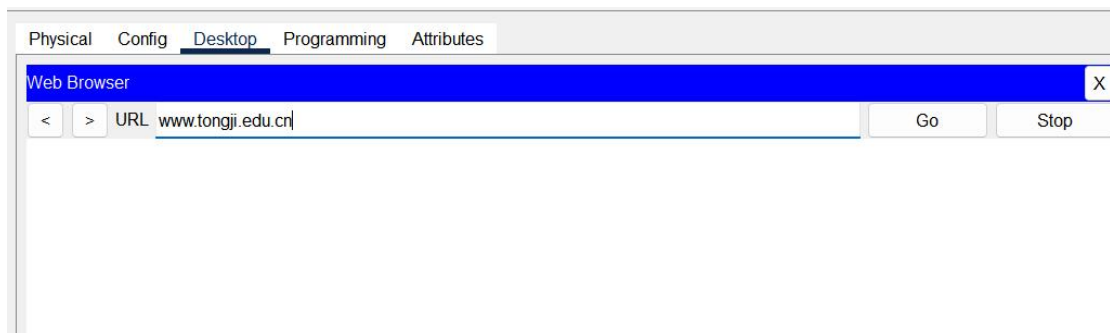 Physical Config Desktop Programming Attributes
Web Browser X
< > URL www.tongji.edu.cn Go Stop